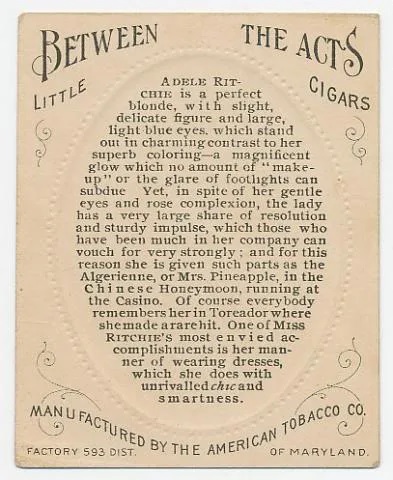 BETWEEN THE ACTS
LITTLE CIGARS
ADELE RIT-
CHIE is a perfect
blonde, with slight,
delicate figure and large,
light blue eyes. which stand
out in charming contrast to her
superb coloring—a magnificent
glow which no amount of "make-
up" or the glare of footlights can
subdue Yet, in spite of her gentle
eyes and rose complexion, the lady
has a very large share of resolution
and sturdy impulse, which those who
have been much in her company can
vouch for very strongly; and for this
reason she is given such parts as the
Algerienne, or Mrs. Pineapple, in the
Chinese Honeymoon, running at
the Casino. Of course everybody
remembers her in Toreador where
she made a rare hit. One of MISS
RITCHIE'S most envied ac-
complishments is her man-
ner of wearing dresses,
which she does with
unrivalled chic and
smartness.
MANUFACTURED BY THE AMERICAN TOBACCO CO.
FACTORY 593 DIST. OF MARYLAND.